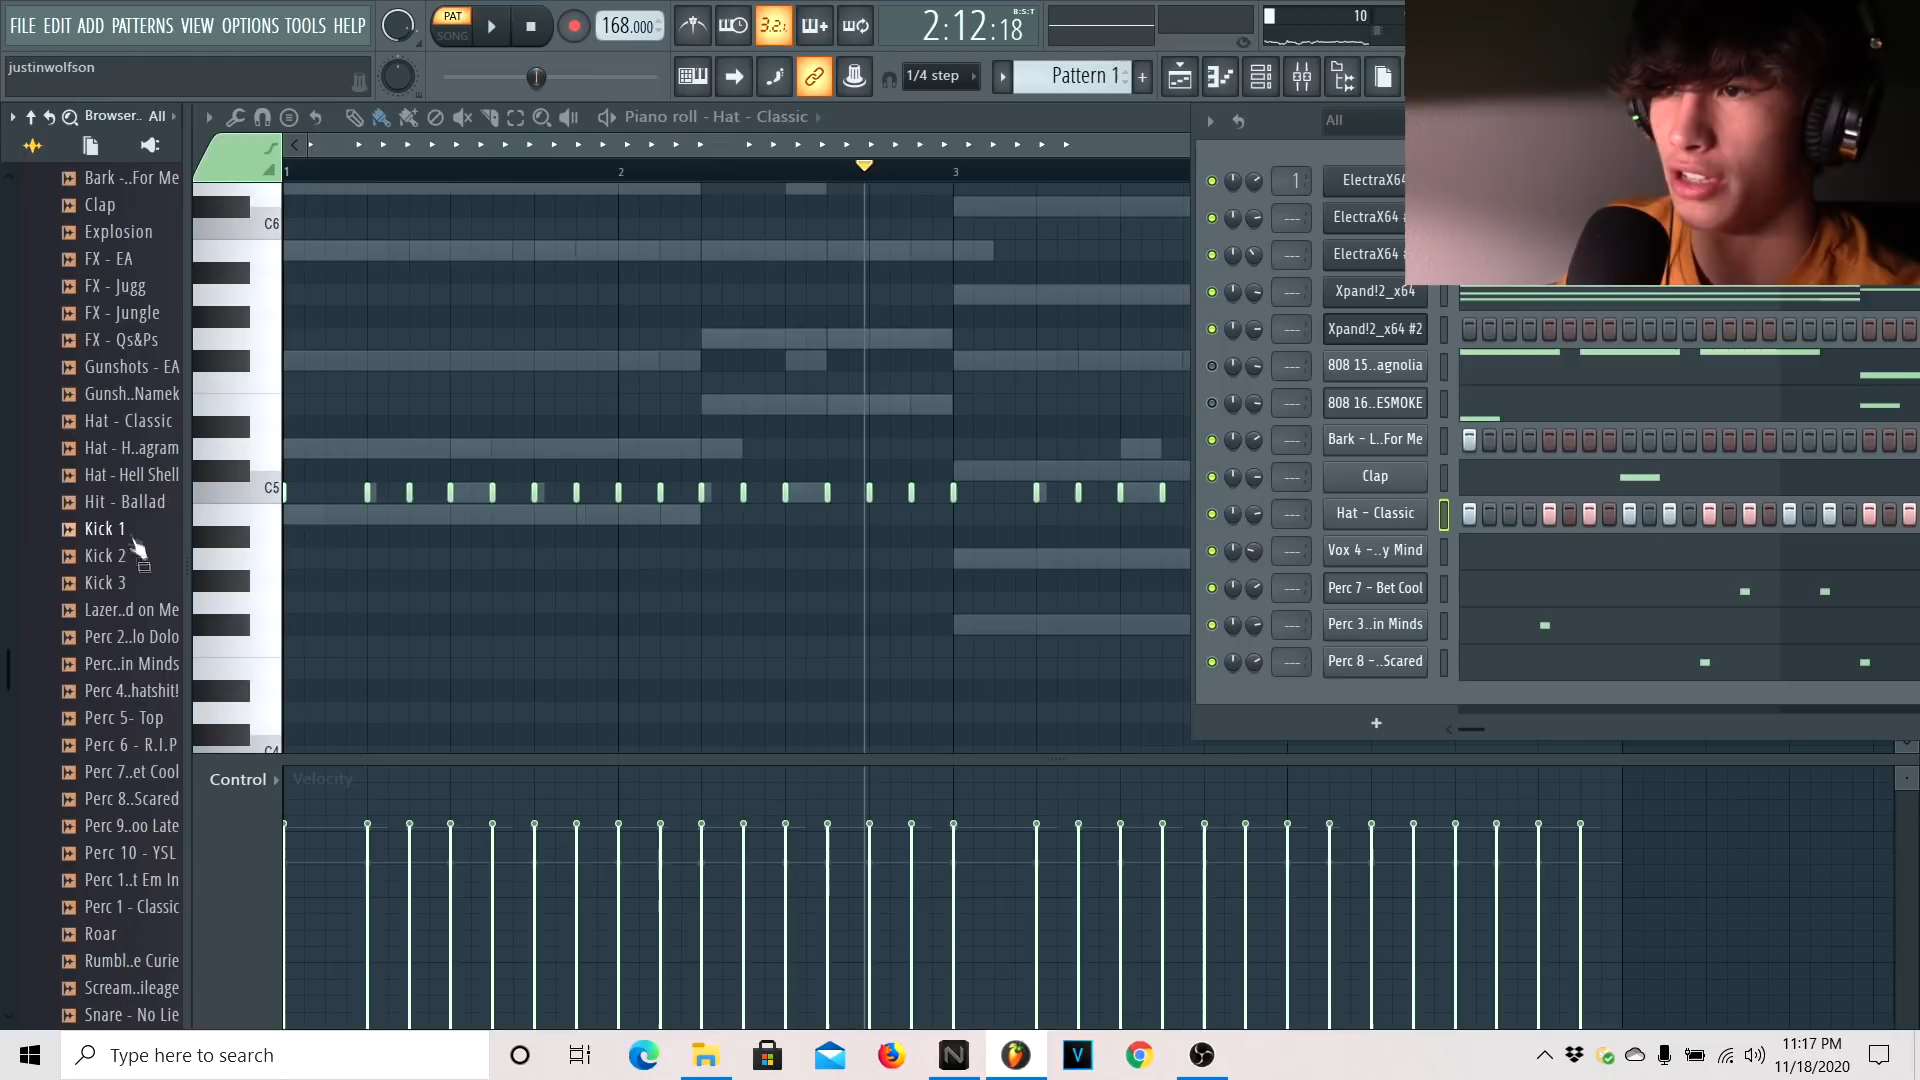 FILE EDIT ADD PATTERNS VIEW OPTIONS TOOLS HELP
PAT
SONG
168.000
3.2.
2:12:18
B:S:T
10
justinwolfson
1/4 step
Pattern 1
+
Browser..
All
Piano roll - Hat - Classic
All
1
2
3
C6
C5
C4
Bark -..For Me
Clap
Explosion
FX - EA
FX - Jugg
FX - Jungle
FX - Qs&Ps
Gunshots - EA
Gunsh..Namek
Hat - Classic
Hat - H..agram
Hat - Hell Shell
Hit - Ballad
Kick 1
Kick 2
Kick 3
Lazer..d on Me
Perc 2..lo Dolo
Perc..in Minds
Perc 4..hatshit!
Perc 5- Top
Perc 6 - R.I.P
Perc 7..et Cool
Perc 8..Scared
Perc 9..oo Late
Perc 10 - YSL
Perc 1..t Em In
Perc 1 - Classic
Roar
Rumbl..e Curie
Scream..ileage
Snare - No Lie
1
ElectraX64
--- ElectraX64
--- ElectraX64
--- Xpand!2_x64
--- Xpand!2_x64 #2
--- 808 15..agnolia
--- 808 16..ESMOKE
--- Bark - L..For Me
--- Clap
--- Hat - Classic
--- Vox 4 -..y Mind
--- Perc 7 - Bet Cool
--- Perc 3..in Minds
--- Perc 8 -..Scared
+
Control
Velocity
Type here to search
N
V
11:17 PM
11/18/2020